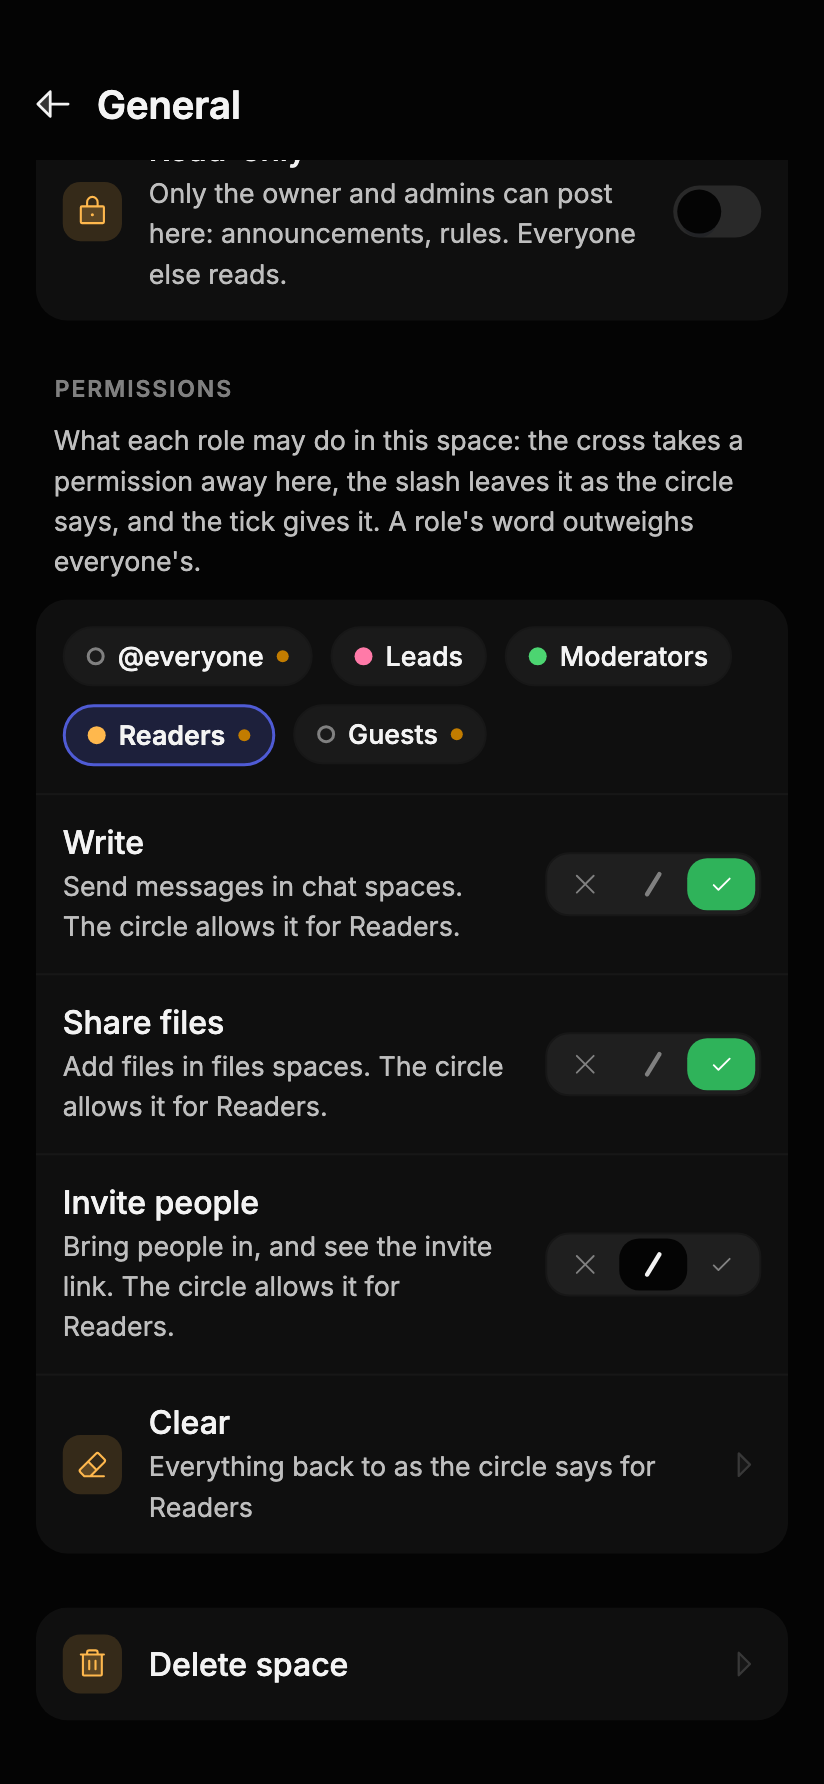 General
Read-only
Only the owner and admins can post
here: announcements, rules. Everyone
else reads.
PERMISSIONS
What each role may do in this space: the cross takes a
permission away here, the slash leaves it as the circle
says, and the tick gives it. A role's word outweighs
everyone's.
@everyone
Leads
Moderators
Readers
Guests
Write
Send messages in chat spaces.
The circle allows it for Readers.
Share files
Add files in files spaces. The circle
allows it for Readers.
Invite people
Bring people in, and see the invite
link. The circle allows it for
Readers.
Clear
Everything back to as the circle says for
Readers
Delete space